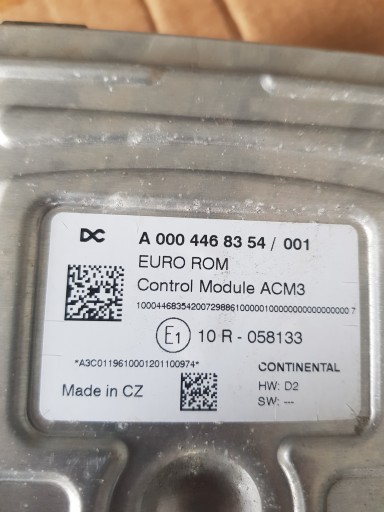 DC A 000 446 83 54 / 001
EURO ROM
Control Module ACM3
E1 10 R - 058133
*A3C0119610001201100974*
CONTINENTAL
Made in CZ
HW: D2
SW: ---